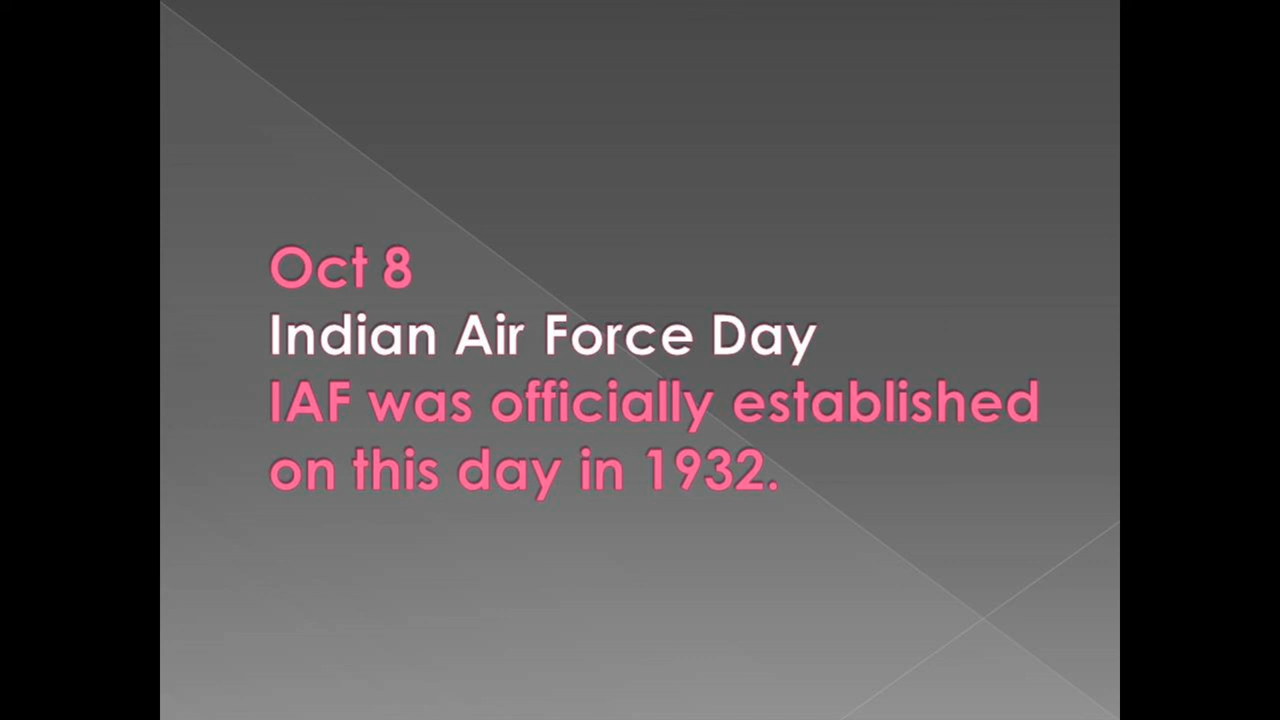 Oct 8
Indian Air Force Day
IAF was officially established
on this day in 1932.